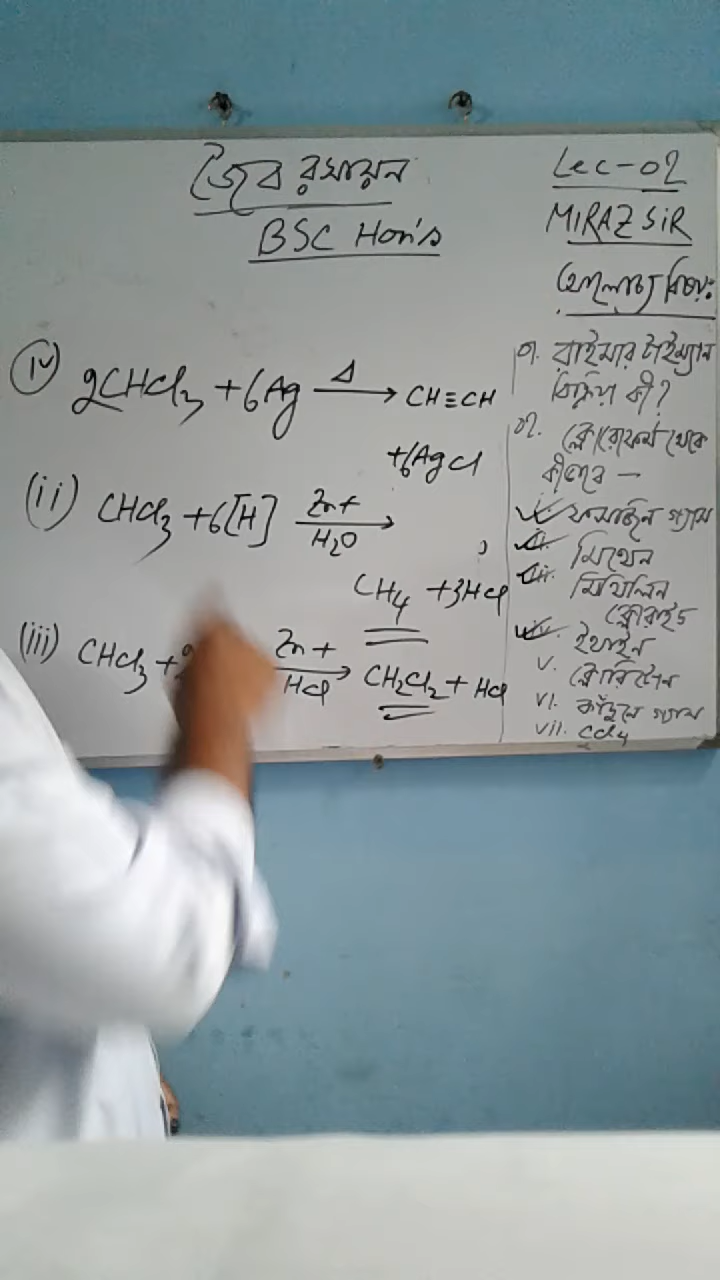 জৈব রসায়ন
BSC Hon's
Lec-02
MIRAZ SIR
আলোচ্য বিষয়:
০১. রাইমার টাইম্যান
বিক্রিয়া কী?
০২. ক্লোরোফর্ম থেকে
কীভাবে —
ফসজিন গ্যাস
মিথেন
মিথিলিন
ক্লোরাইড
ইথাইন
v. ক্লোরিটোন
vi. কাঁদুনে গ্যাস
vii. CCl4
(iv) 2CHCl3 + 6Ag Δ→ CH≡CH
+6AgCl
(ii) CHCl3 + 6[H] Zn+ / H2O →
CH4 + 3HCl
(iii) CHCl3 + Zn+ / HCl → CH2Cl2 + HCl